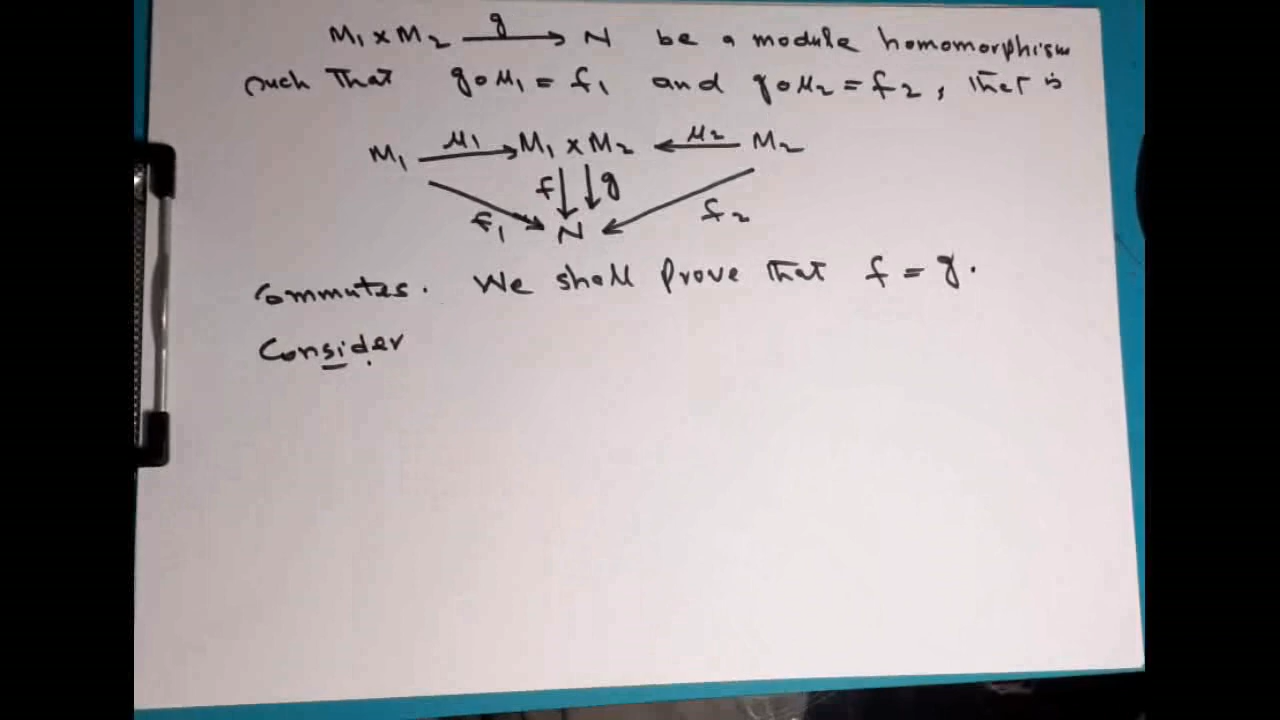 M₁ × M₂ —g→ N be a module homomorphism
such that g∘μ₁ = f₁ and g∘μ₂ = f₂, that is
M₁ —μ₁→ M₁ × M₂ ←μ₂— M₂
f g
f₁ N f₂
commutes. We shall prove that f = g.
Consider